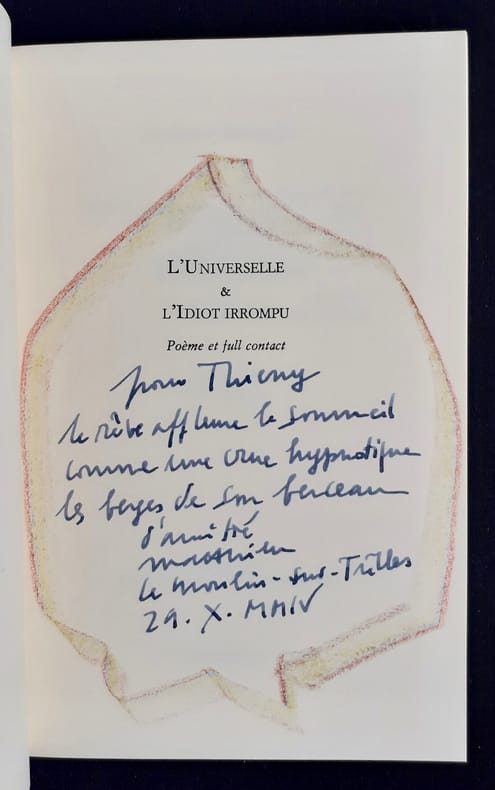 L'UNIVERSELLE
&
L'IDIOT IRROMPU
Poème et full contact
pour Thierry
le rêve affleure le sommeil
comme une crue hypnotique
les berges de son berceau
d'amitié
matthieu
le moulin-sur-Trilles
29. X. MMIV